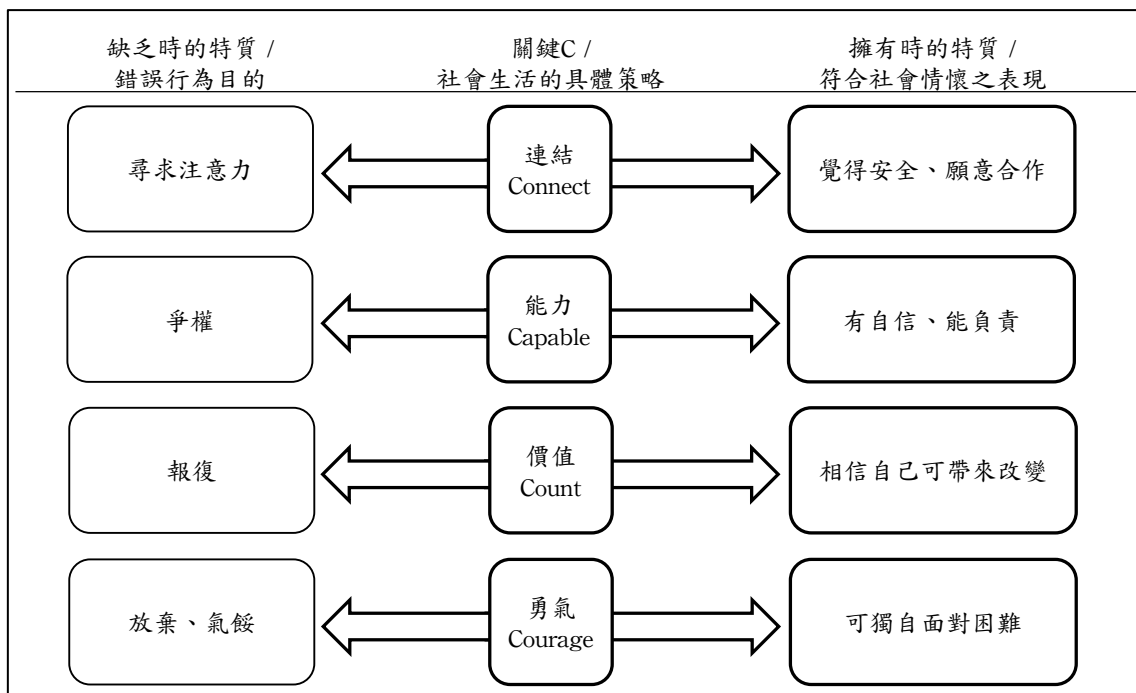 缺乏時的特質 /
錯誤行為目的
關鍵C /
社會生活的具體策略
擁有時的特質 /
符合社會情懷之表現
尋求注意力
連結
Connect
覺得安全、願意合作
爭權
能力
Capable
有自信、能負責
報復
價值
Count
相信自己可帶來改變
放棄、氣餒
勇氣
Courage
可獨自面對困難